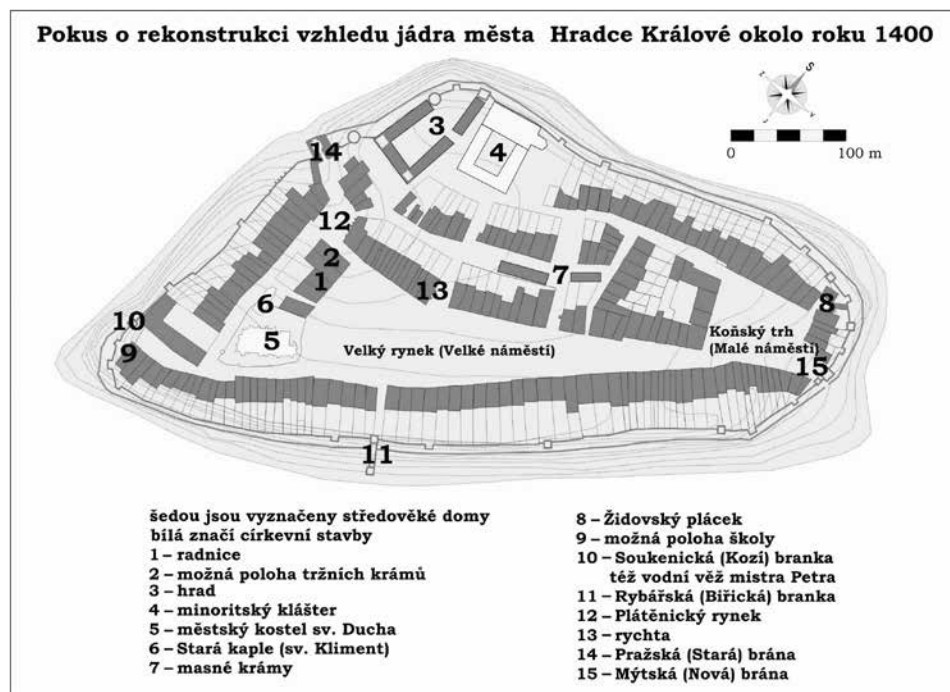 Pokus o rekonstrukci vzhledu jádra města Hradce Králové okolo roku 1400
S
z
v
J
0 100 m
3
14
4
12
2
7
1
13
6
8
10
5
Koňský trh
(Malé náměstí)
Velký rynek (Velké náměstí)
9
15
11
šedou jsou vyznačeny středověké domy
bílá značí církevní stavby
1 – radnice
2 – možná poloha tržních krámů
3 – hrad
4 – minoritský klášter
5 – městský kostel sv. Ducha
6 – Stará kaple (sv. Kliment)
7 – masné krámy
8 – Židovský plácek
9 – možná poloha školy
10 – Soukenická (Kozí) branka
též vodní věž mistra Petra
11 – Rybářská (Biřická) branka
12 – Plátěnický rynek
13 – rychta
14 – Pražská (Stará) brána
15 – Mýtská (Nová) brána